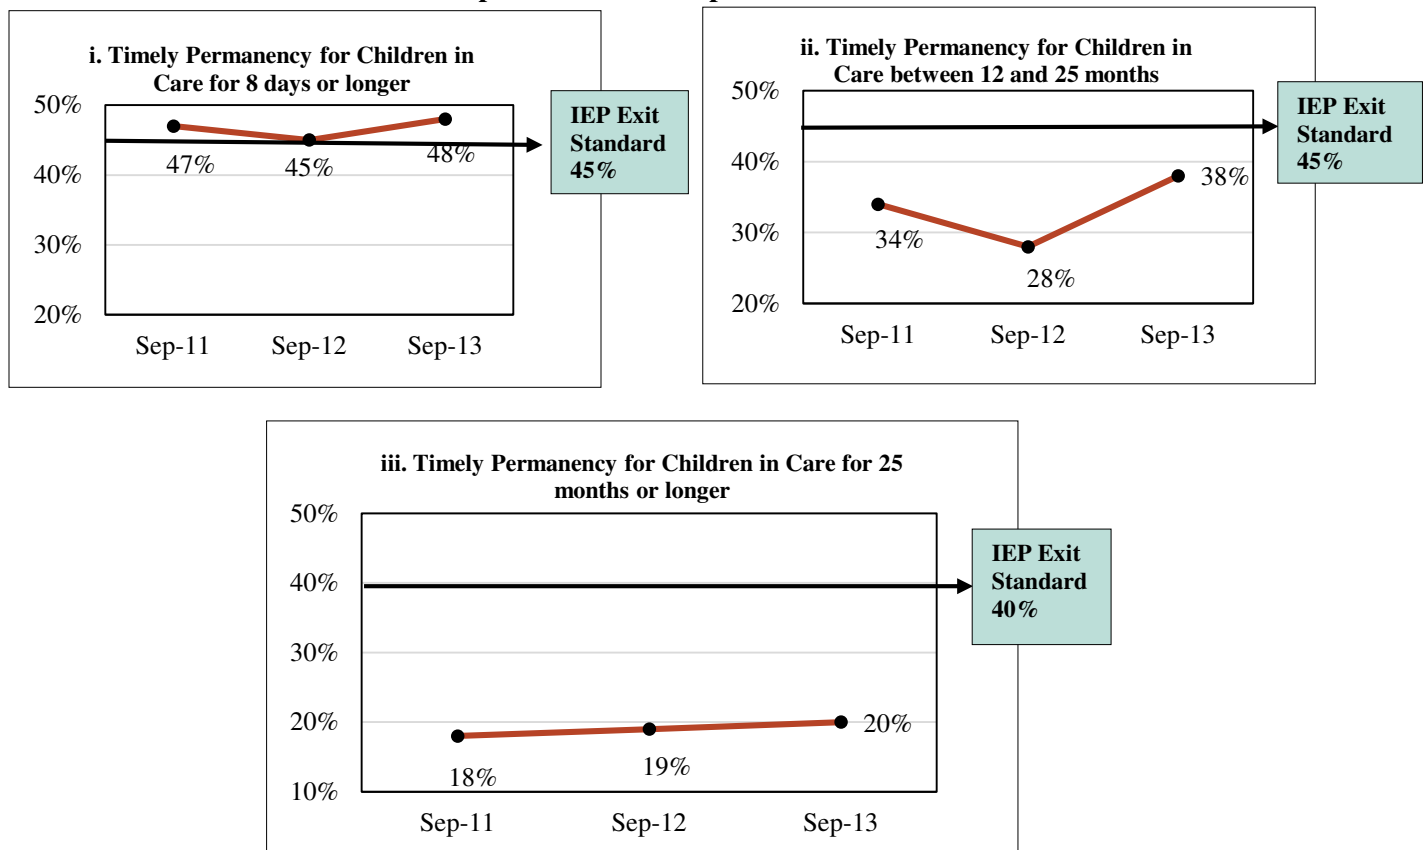 i. Timely Permanency for Children in
Care for 8 days or longer
50%
40%
30%
20%
47%
45%
48%
Sep-11
Sep-12
Sep-13
IEP Exit
Standard
45%
ii. Timely Permanency for Children in
Care between 12 and 25 months
50%
40%
30%
20%
34%
28%
38%
Sep-11
Sep-12
Sep-13
IEP Exit
Standard
45%
iii. Timely Permanency for Children in Care for 25
months or longer
50%
40%
30%
20%
10%
18%
19%
20%
Sep-11
Sep-12
Sep-13
IEP Exit
Standard
40%